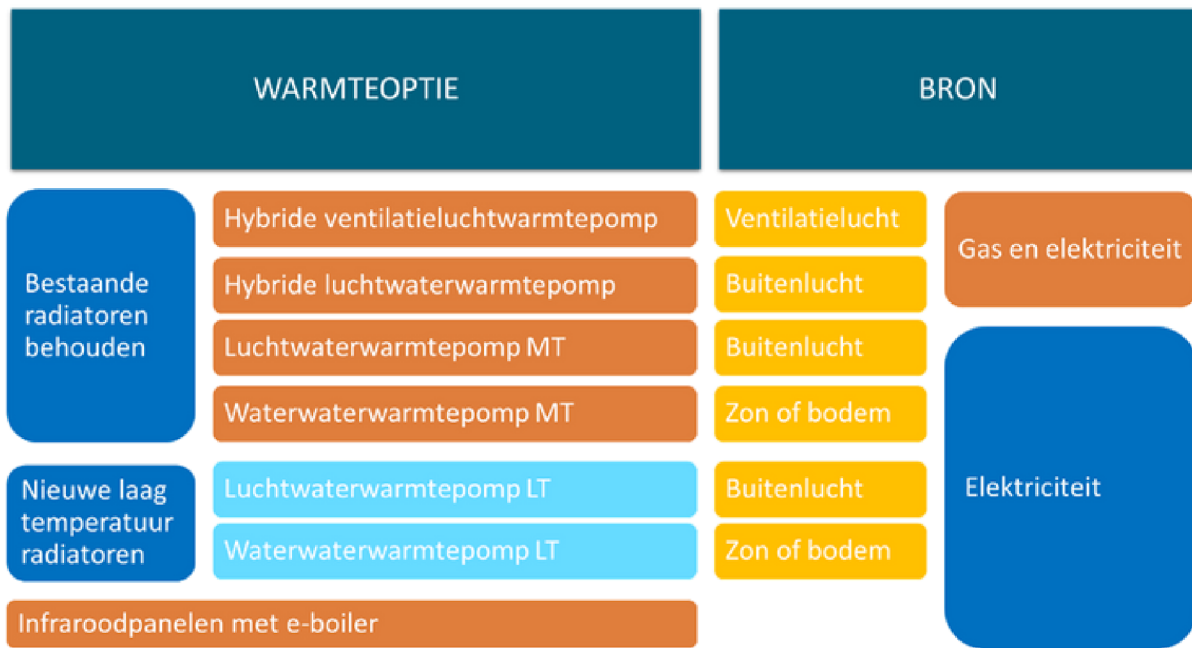 WARMTEOPTIE
BRON
Bestaande
radiatoren
behouden
Hybride ventilatieluchtwarmtepomp
Ventilatielucht
Gas en elektriciteit
Hybride luchtwaterwarmtepomp
Buitenlucht
Luchtwaterwarmtepomp MT
Buitenlucht
Waterwaterwarmtepomp MT
Zon of bodem
Nieuwe laag
temperatuur
radiatoren
Luchtwaterwarmtepomp LT
Buitenlucht
Elektriciteit
Waterwaterwarmtepomp LT
Zon of bodem
Infraroodpanelen met e-boiler